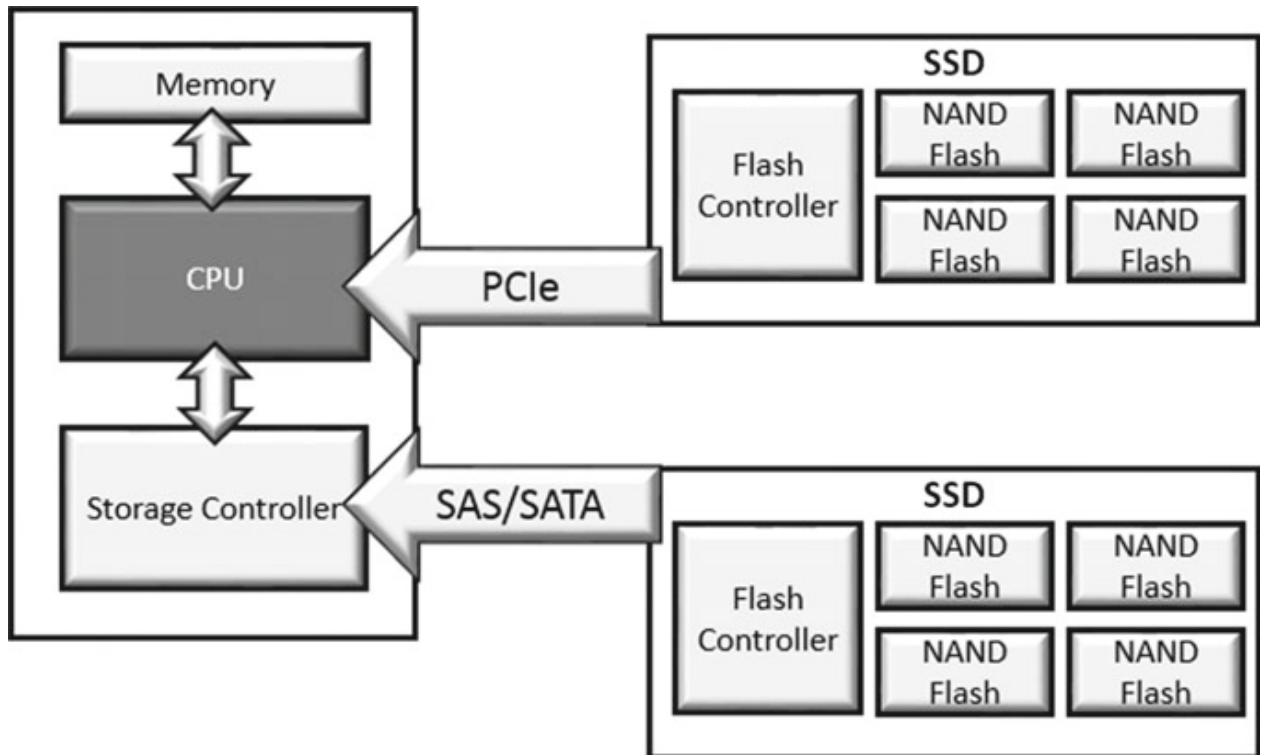 Memory
CPU
Storage Controller
PCIe
SAS/SATA
SSD
Flash
Controller
NAND
Flash
NAND
Flash
NAND
Flash
NAND
Flash
SSD
Flash
Controller
NAND
Flash
NAND
Flash
NAND
Flash
NAND
Flash